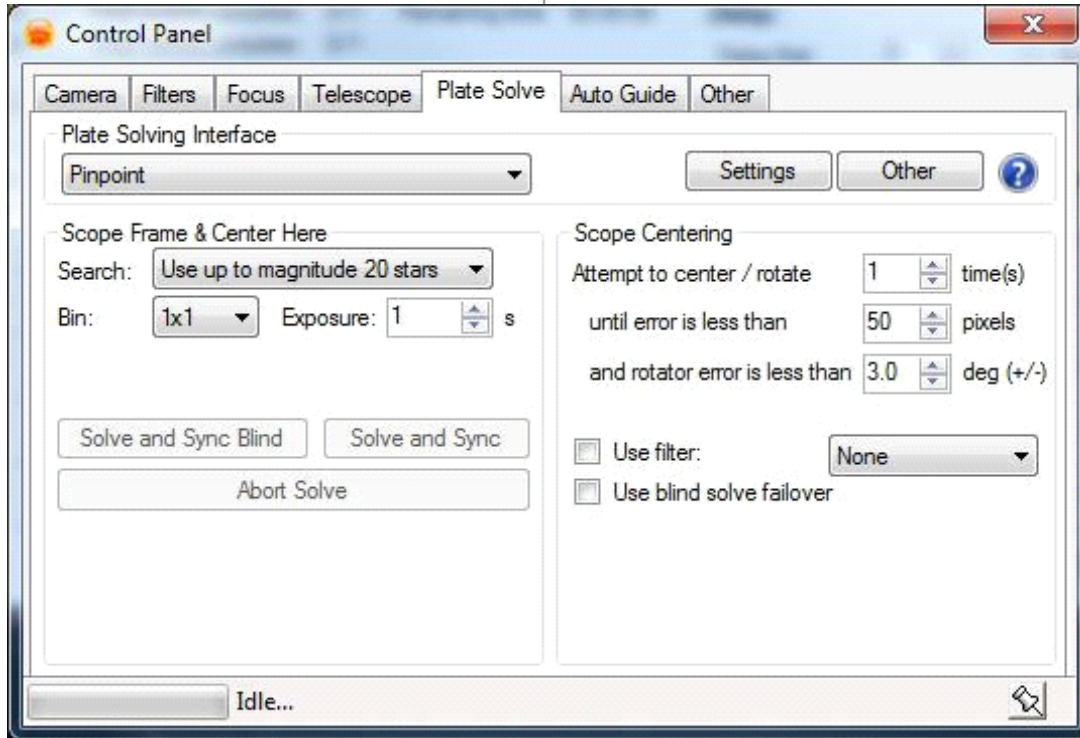 Control Panel
Camera Filters Focus Telescope Plate Solve Auto Guide Other
Plate Solving Interface
Pinpoint Settings Other ?
Scope Frame & Center Here
Search: Use up to magnitude 20 stars
Bin: 1x1 Exposure: 1 s
Solve and Sync Blind Solve and Sync
Abort Solve
Scope Centering
Attempt to center / rotate 1 time(s)
until error is less than 50 pixels
and rotator error is less than 3.0 deg (+/-)
Use filter: None
Use blind solve failover
Idle...